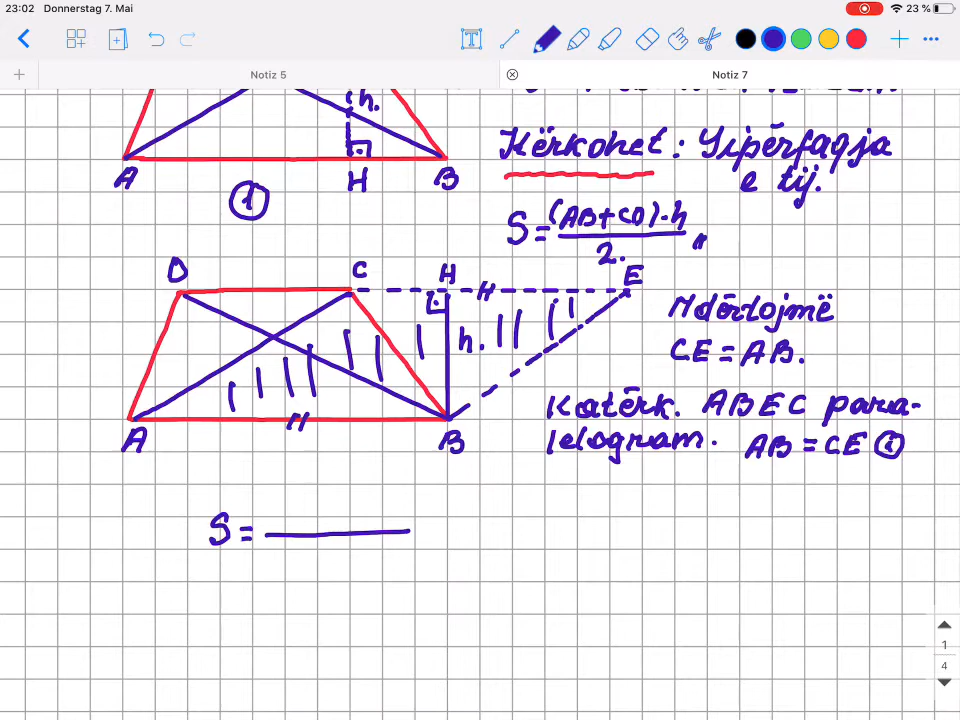 23:02 Donnerstag 7. Mai
23 %
Notiz 5
Notiz 7
h.
A
H
B
1
Kërkohet: Sipërfaqja
e tij.
S = (AB+CD)·h
2.
D
C
H
E
h.
A
B
Ndërtojmë
CE = AB.
Katërk. ABEC para-
lelogram. AB = CE ①
S =
1
4